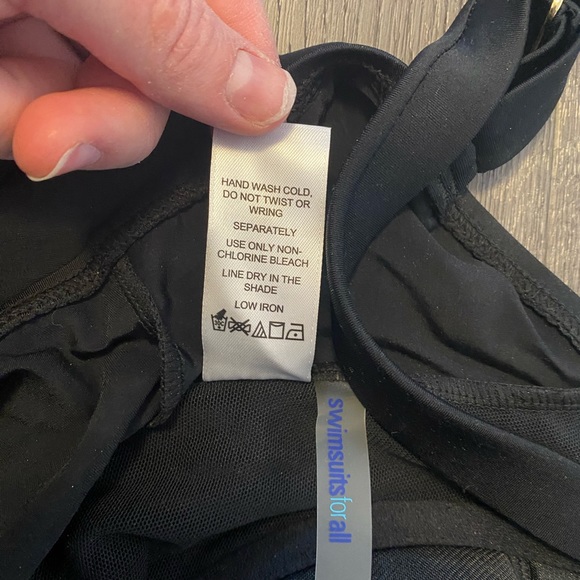 HAND WASH COLD,
DO NOT TWIST OR
WRING
SEPARATELY
USE ONLY NON-
CHLORINE BLEACH
LINE DRY IN THE
SHADE
LOW IRON
swimsuitsforall